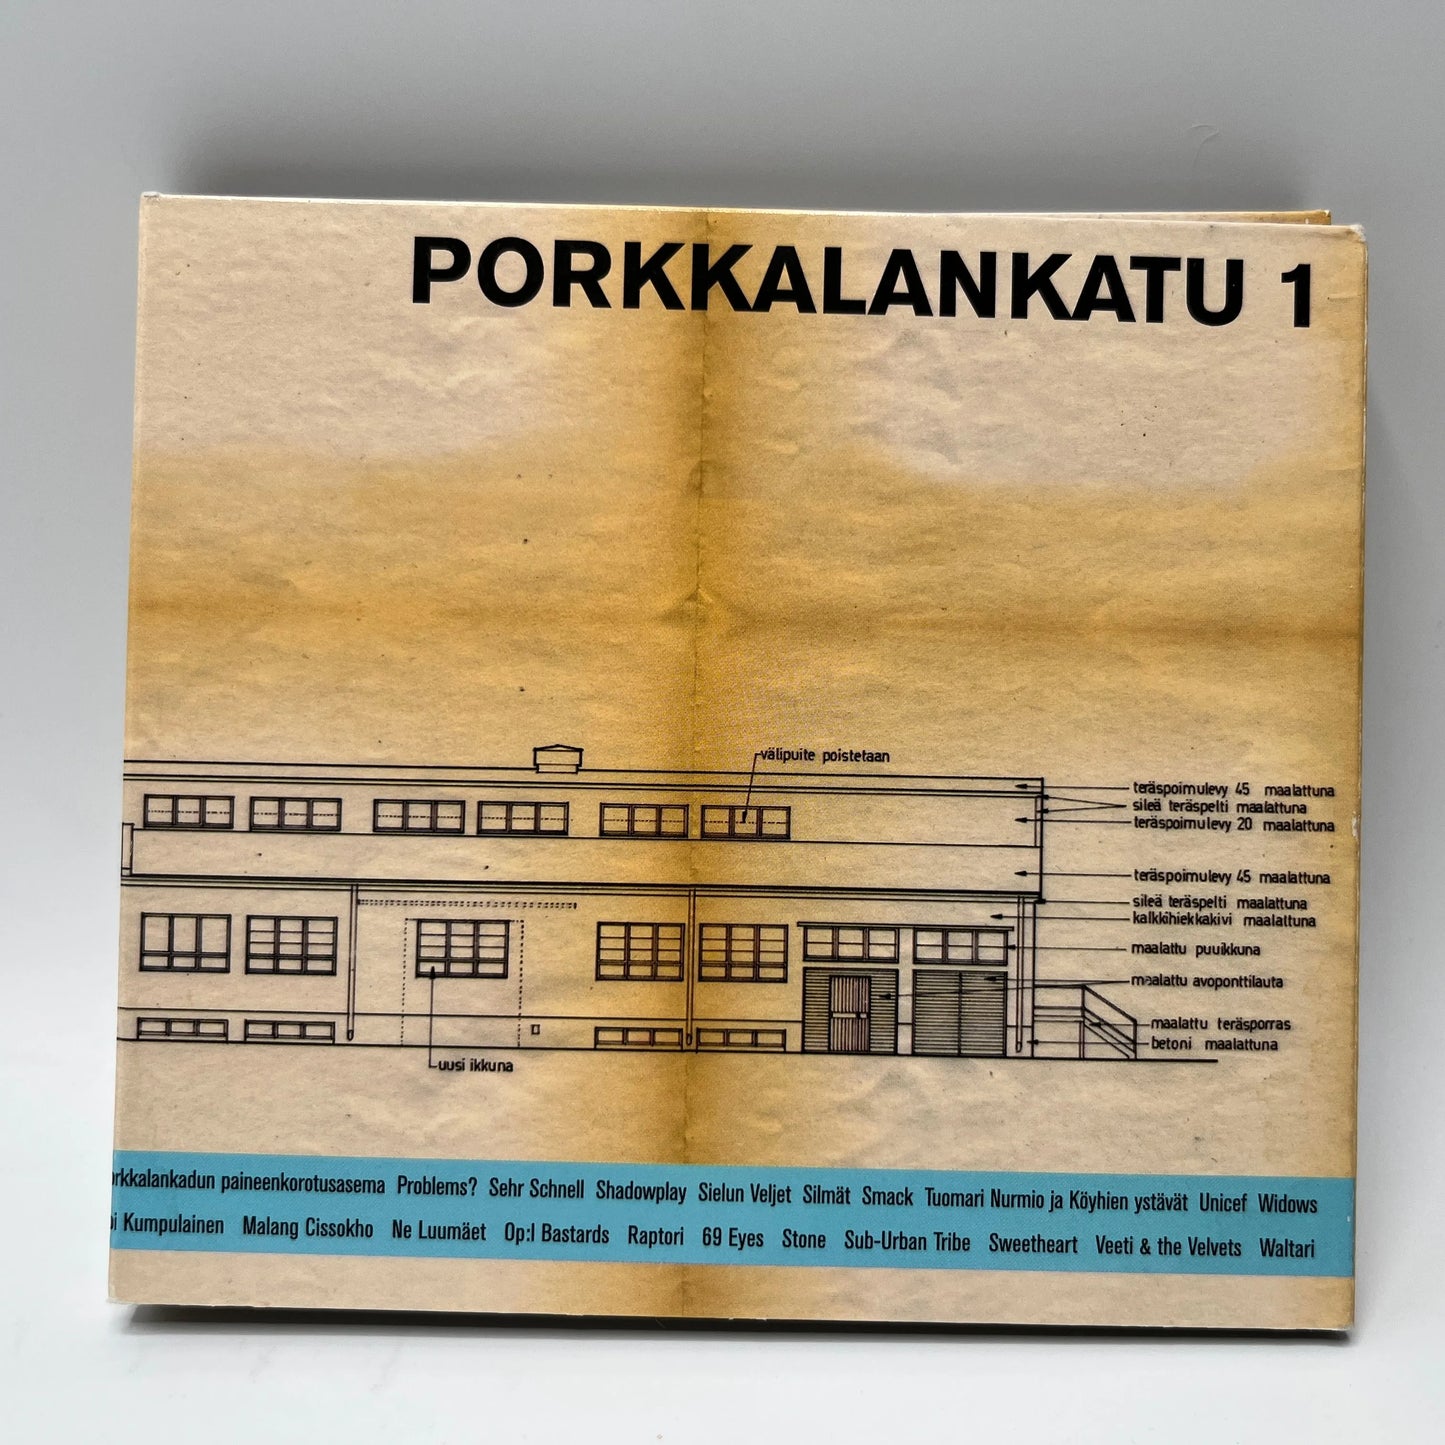 PORKKALANKATU 1
välipuite poistetaan
teräspoimulevy 45 maalattuna
sileä teräspelti maalattuna
teräspoimulevy 20 maalattuna
teräspoimulevy 45 maalattuna
sileä teräspelti maalattuna
kalkkihiekkakivi maalattuna
maalattu puuikkuna
maalattu avoponttilauta
maalattu teräsporras
betoni maalattuna
uusi ikkuna
orkkalankadun paineenkorotusasema Problems? Sehr Schnell Shadowplay Sielun Veljet Silmät Smack Tuomari Nurmio ja Köyhien ystävät Unicef Widows
Kumpulainen Malang Cissokho Ne Luumäet Op:l Bastards Raptori 69 Eyes Stone Sub-Urban Tribe Sweetheart Veeti & the Velvets Waltari